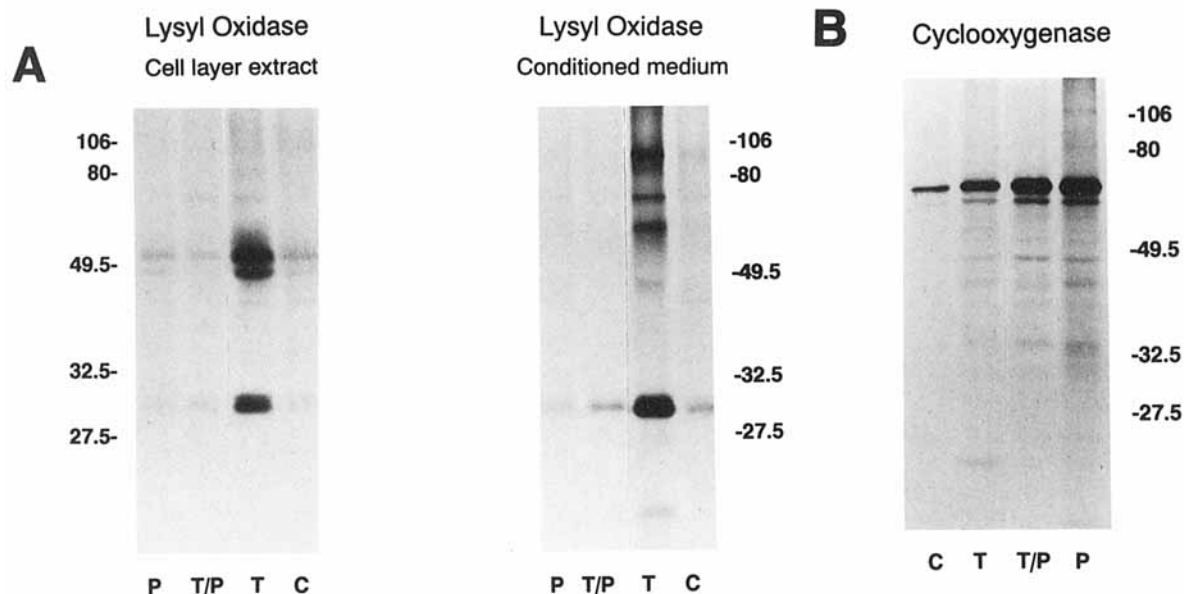 A
Lysyl Oxidase
Cell layer extract
106-
80-
49.5-
32.5-
27.5-
P T/P T C
Lysyl Oxidase
Conditioned medium
-106
-80
-49.5
-32.5
-27.5
P T/P T C
B
Cyclooxygenase
-106
-80
-49.5
-32.5
-27.5
C T T/P P